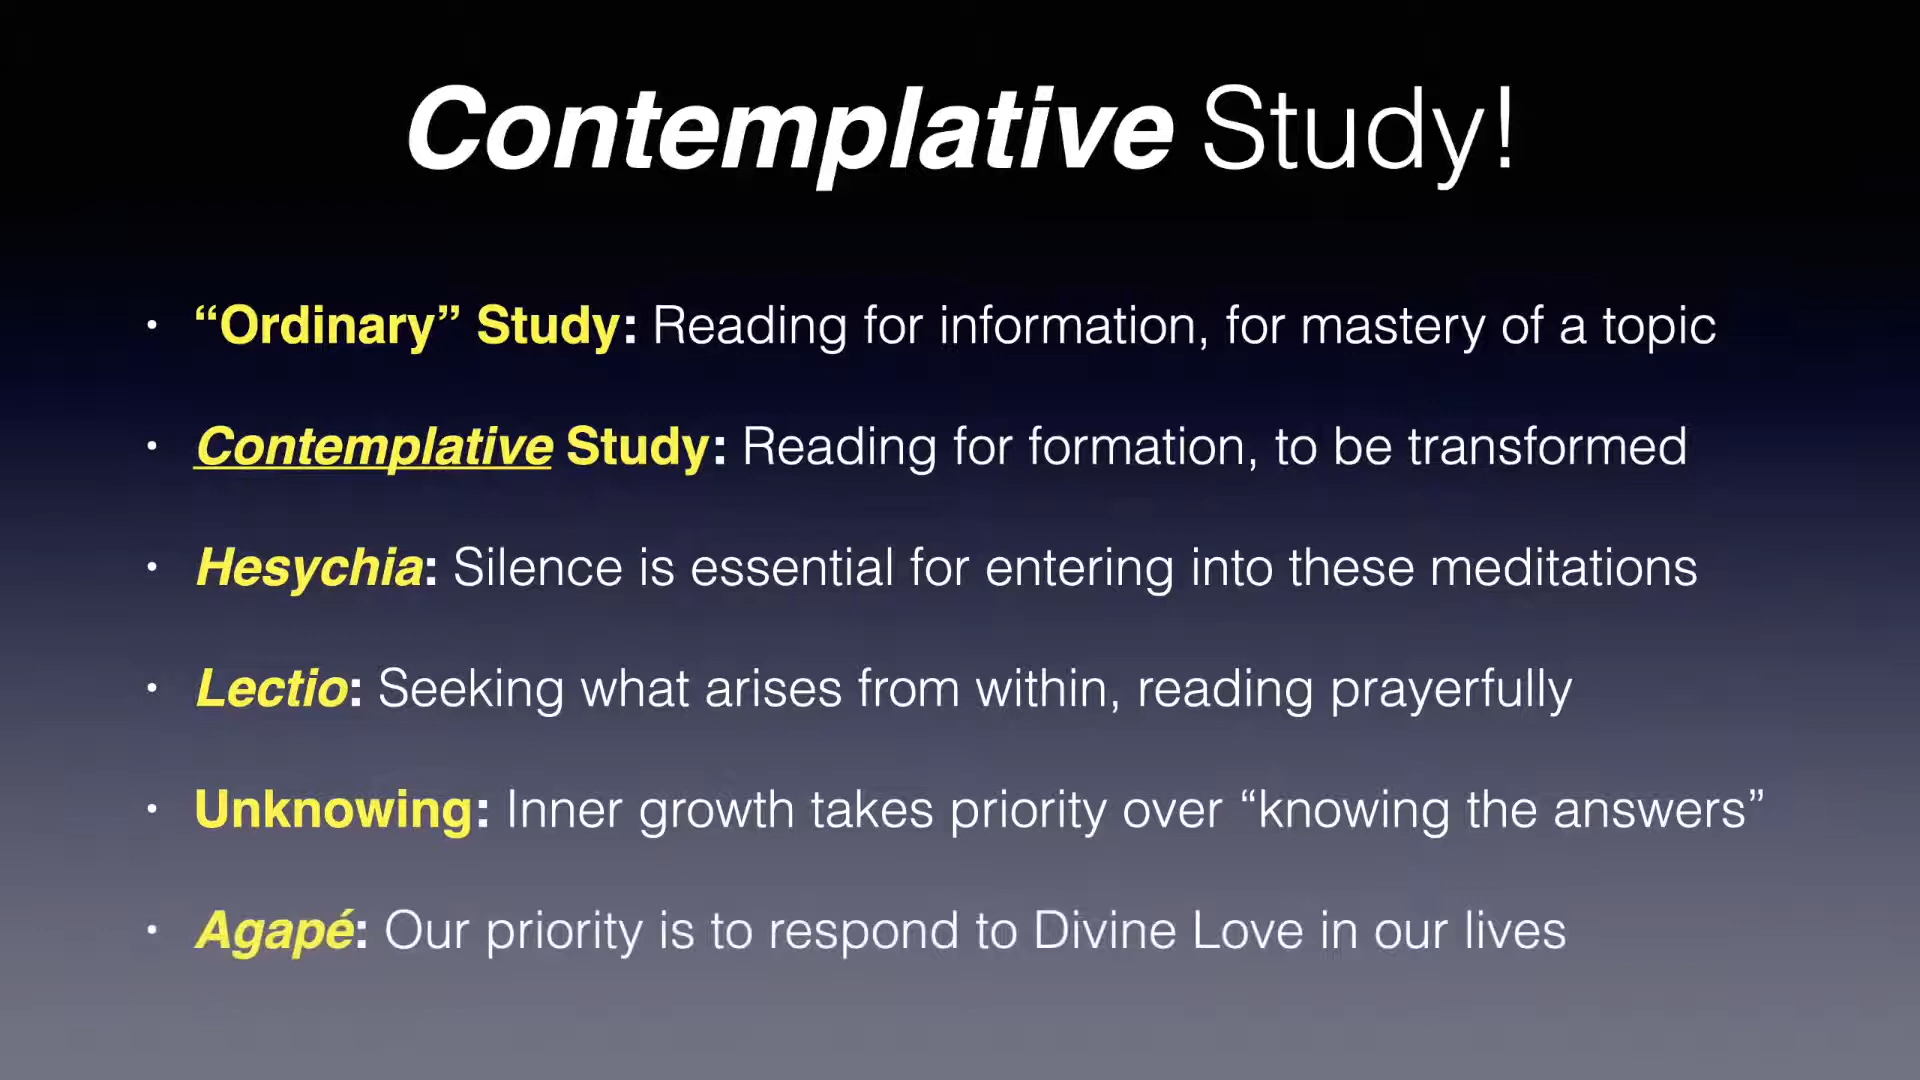 Contemplative Study!
• “Ordinary” Study: Reading for information, for mastery of a topic
• Contemplative Study: Reading for formation, to be transformed
• Hesychia: Silence is essential for entering into these meditations
• Lectio: Seeking what arises from within, reading prayerfully
• Unknowing: Inner growth takes priority over “knowing the answers”
• Agapé: Our priority is to respond to Divine Love in our lives